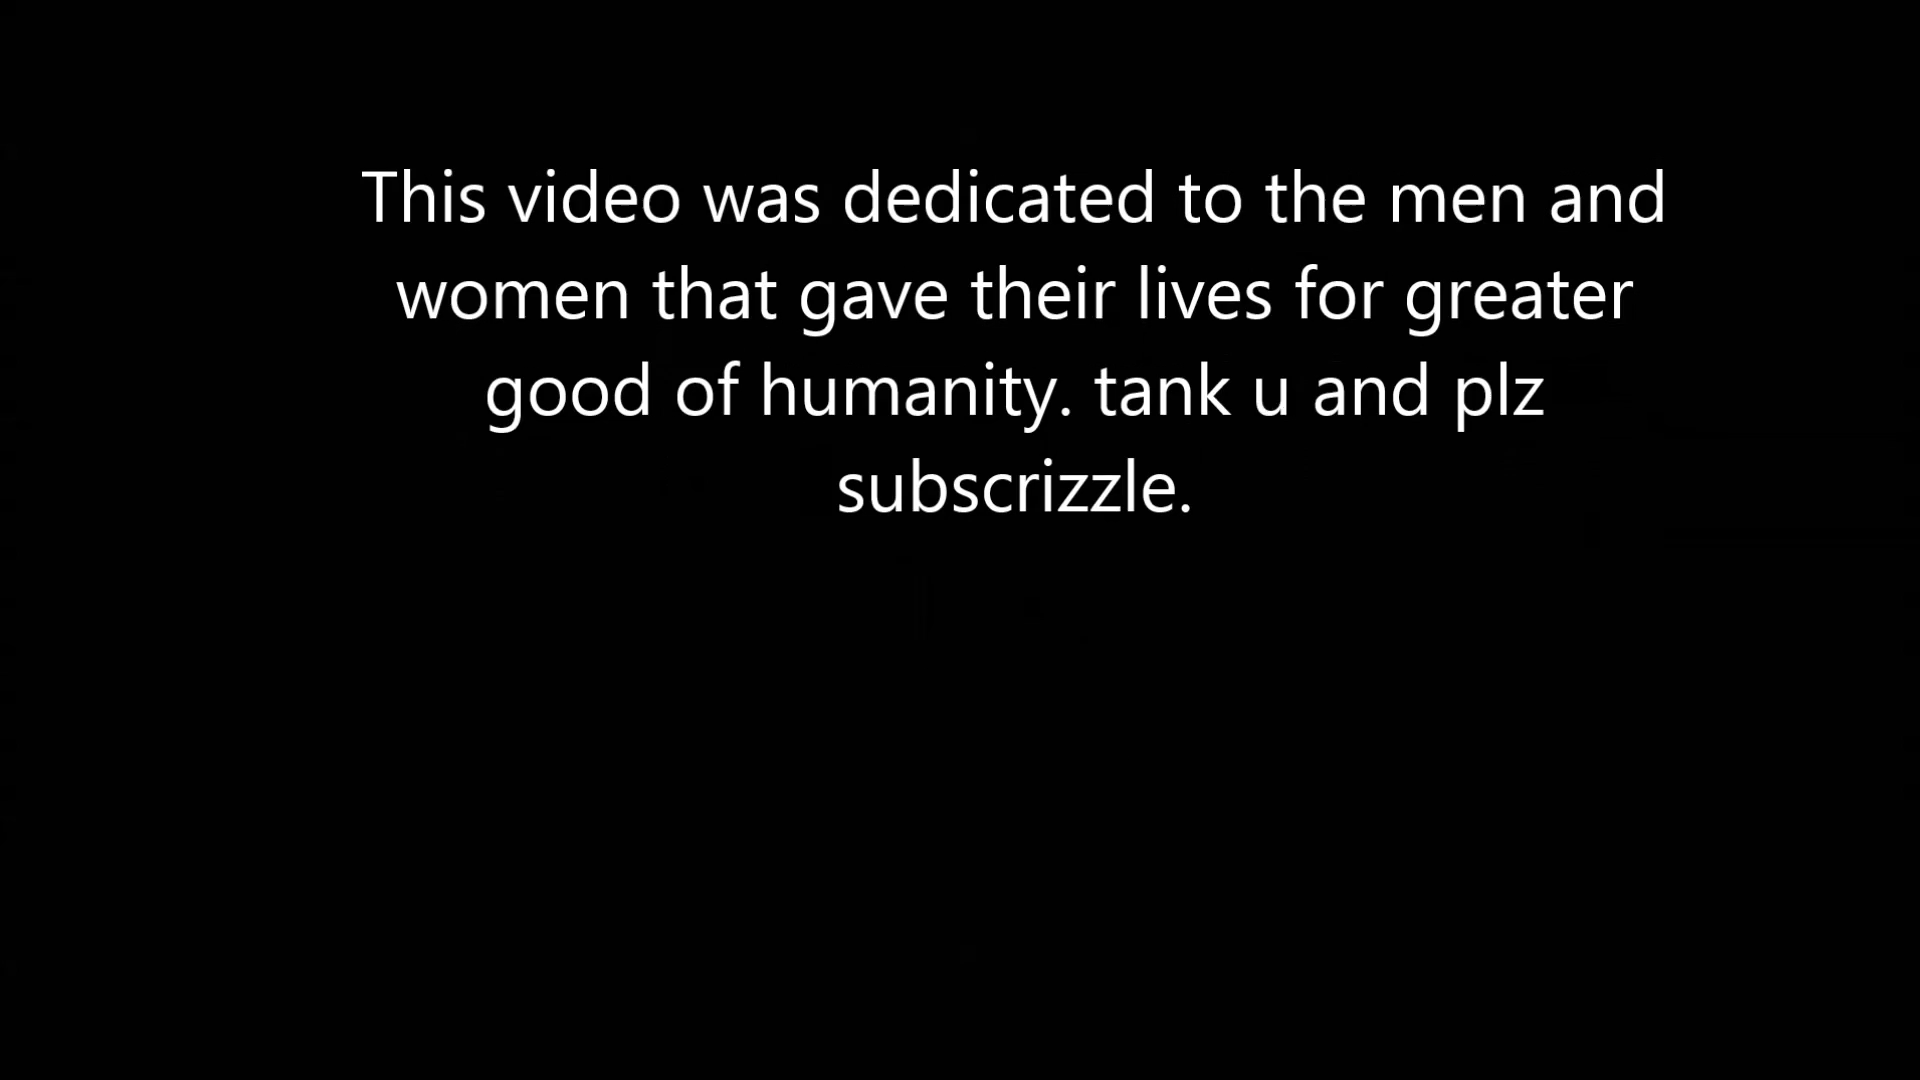 This video was dedicated to the men and
women that gave their lives for greater
good of humanity. tank u and plz
subscrizzle.